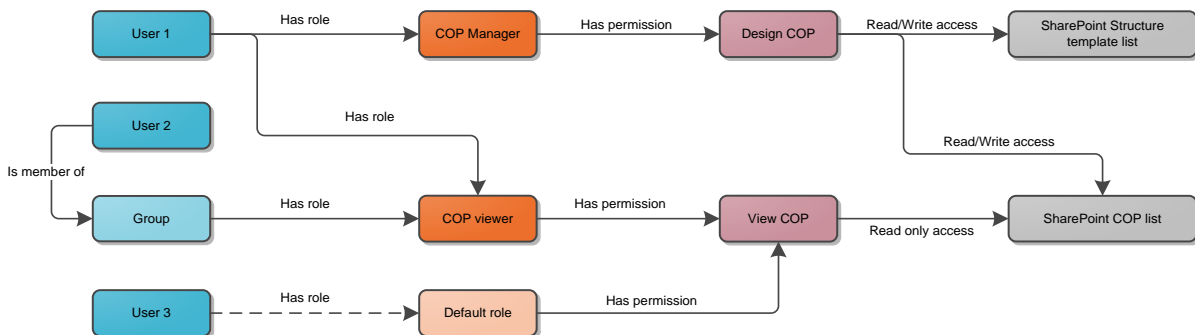 User 1
Has role
COP Manager
Has permission
Design COP
Read/Write access
SharePoint Structure
template list
User 2
Has role
Read/Write access
Is member of
Group
Has role
COP viewer
Has permission
View COP
Read only access
SharePoint COP list
User 3
Has role
Default role
Has permission